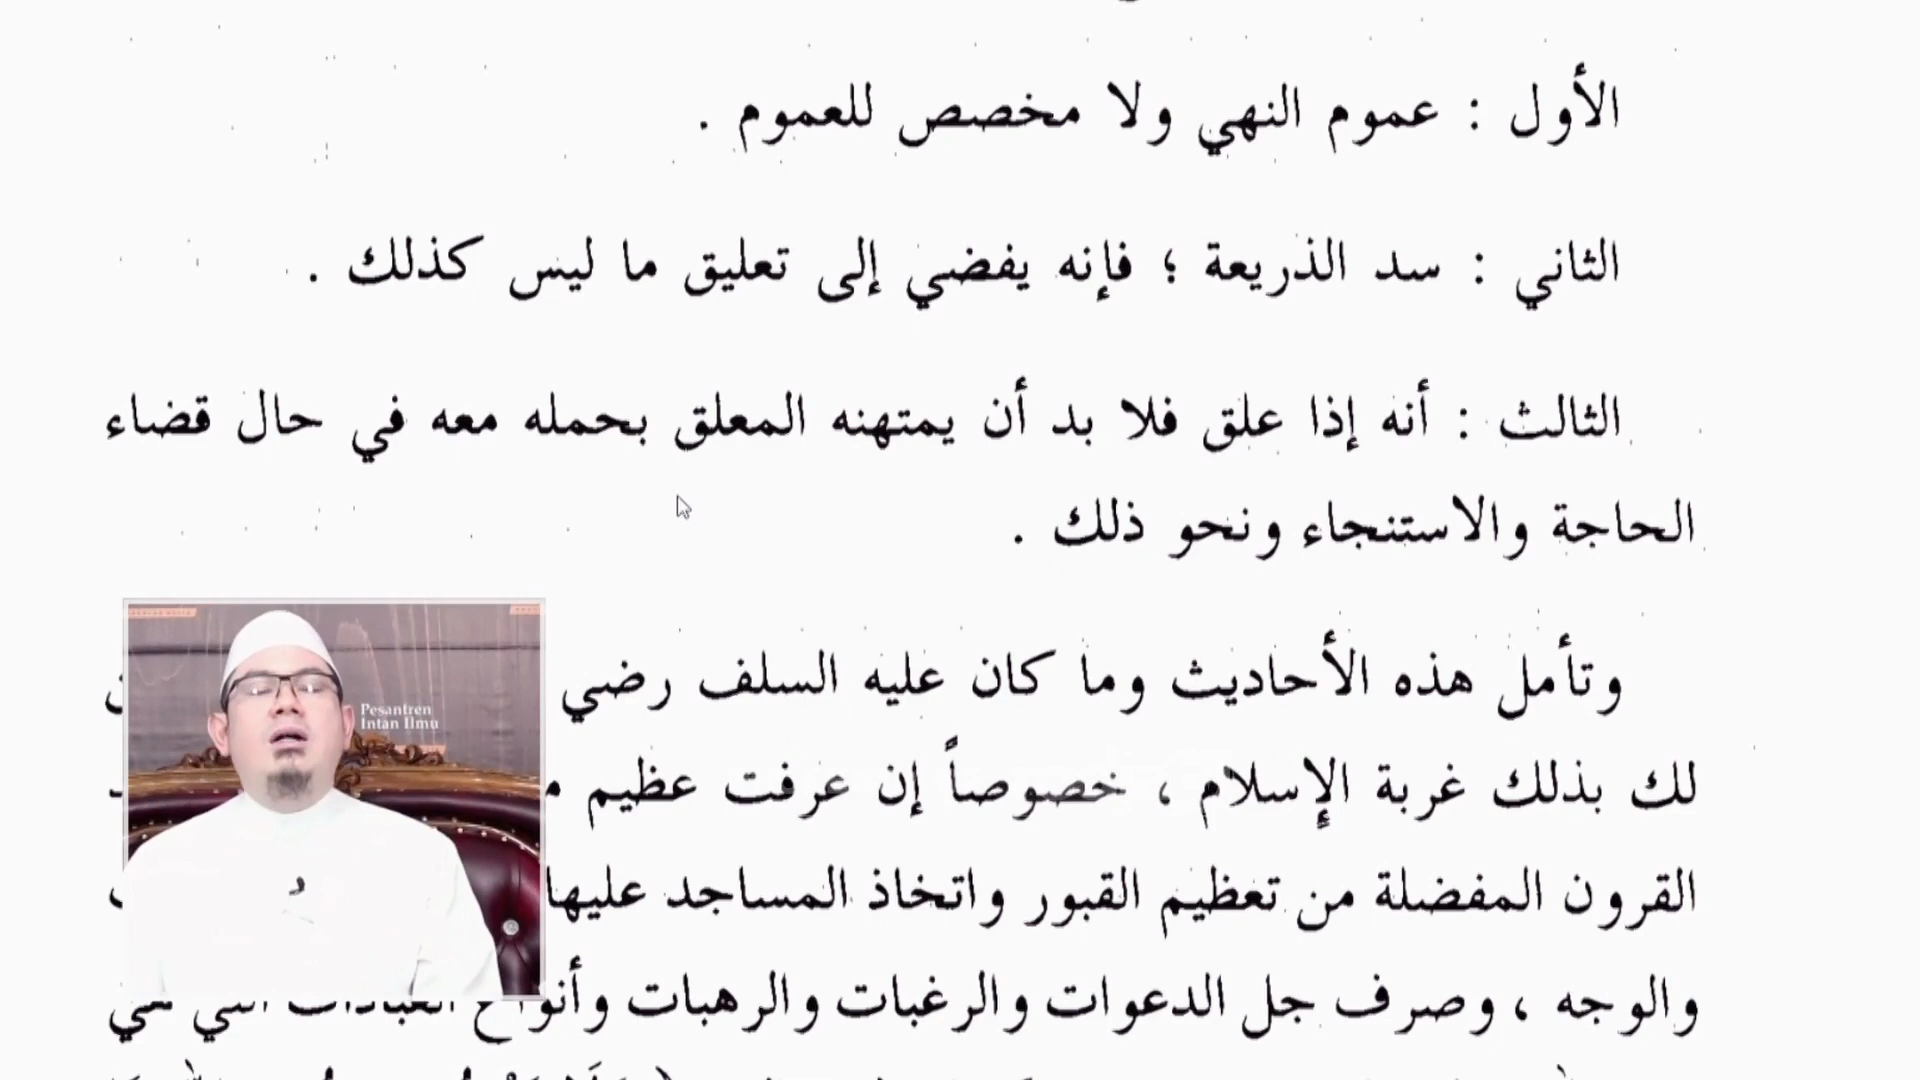 الأول : عموم النهي ولا مخصص للعموم .
الثاني : سد الذريعة ؛ فإنه يفضي إلى تعليق ما ليس كذلك .
الثالث : أنه إذا علق فلا بد أن يمتهنه المعلق بحمله معه في حال قضاء
الحاجة والاستنجاء ونحو ذلك .
وتأمل هذه الأحاديث وما كان عليه السلف رضي
لك بذلك غربة الإسلام ، خصوصاً إن عرفت عظيم
القرون المفضلة من تعظيم القبور واتخاذ المساجد عليها
والوجه ، وصرف جل الدعوات والرغبات والرهبات وأنواع العبادات التي هي
Pesantren
Intan Ilmu